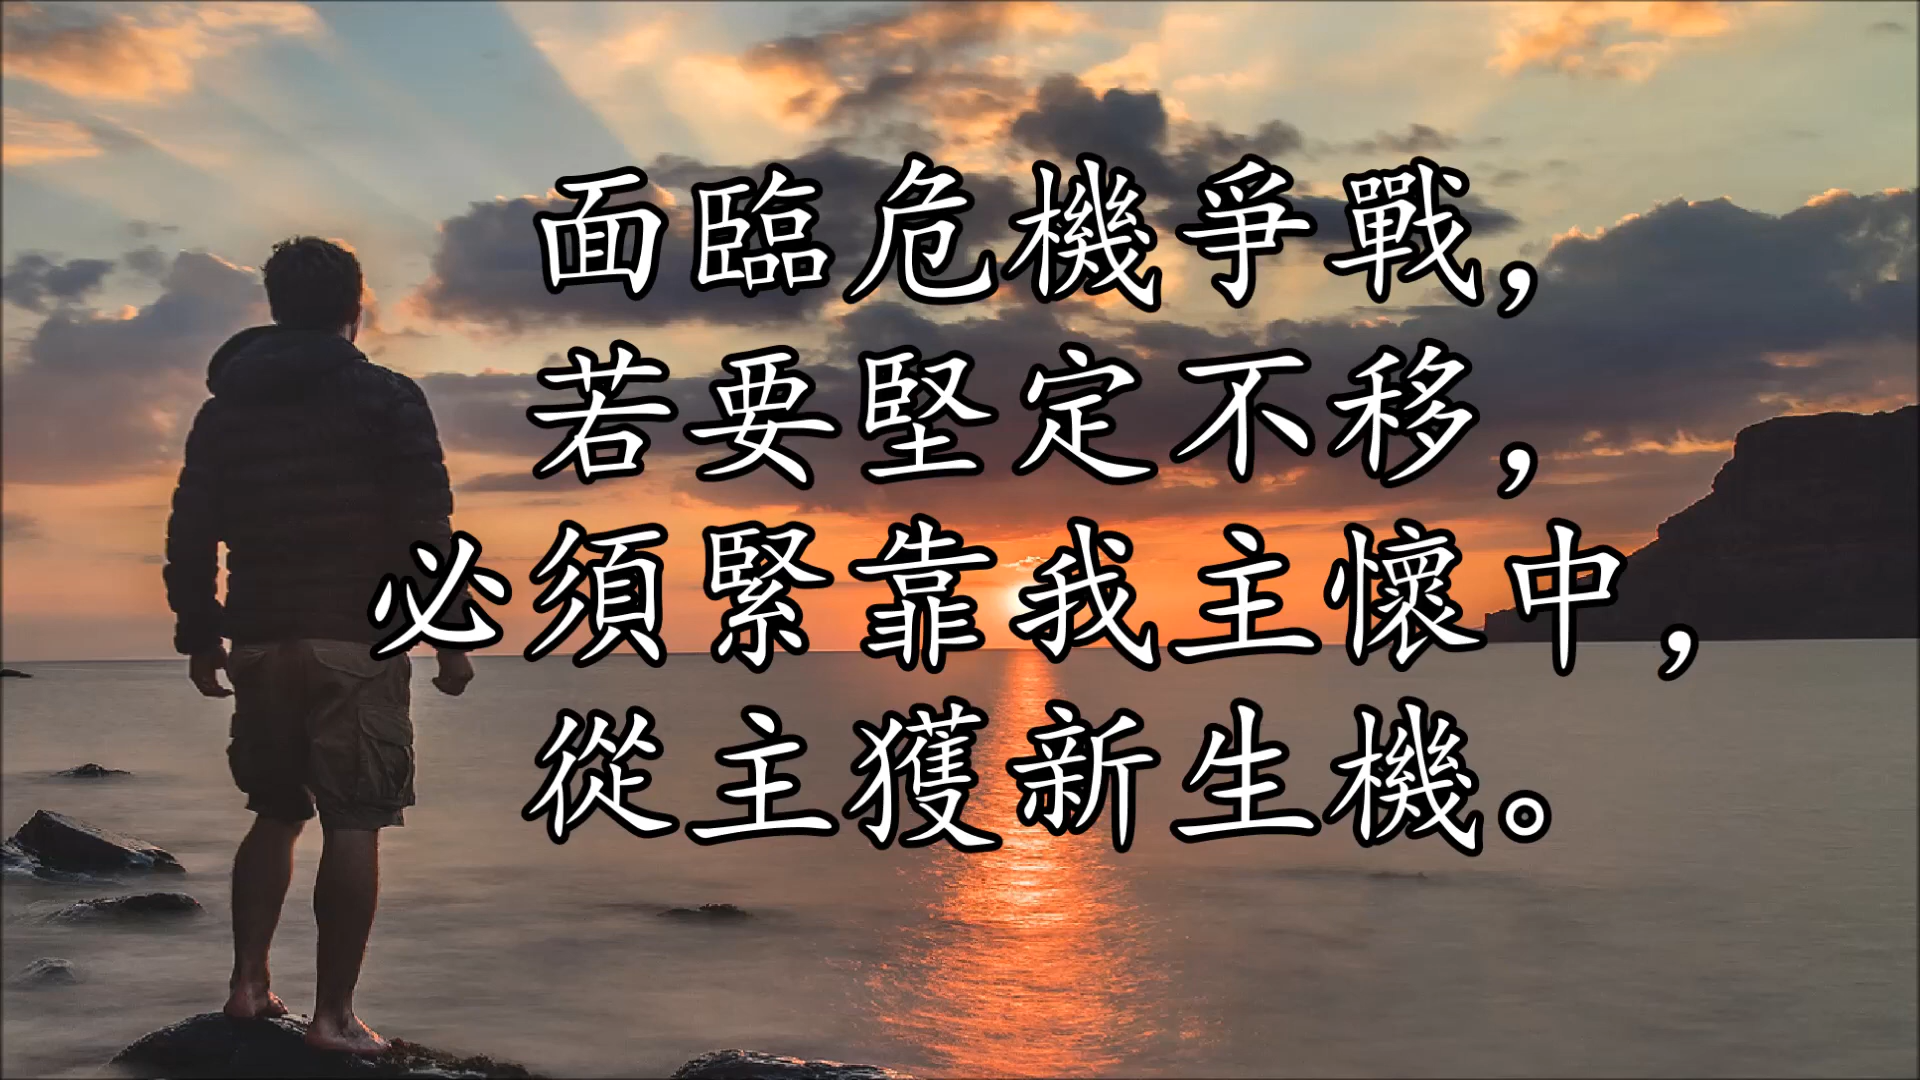 面臨危機爭戰,
若要堅定不移,
必須緊靠我主懷中,
從主獲新生機。